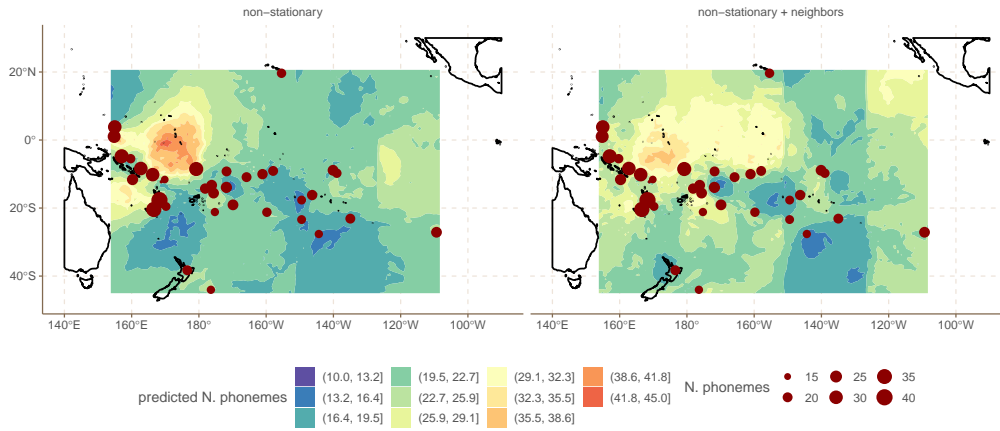 non−stationary
non−stationary + neighbors
20°N
0°
20°S
40°S
140°E 160°E 180° 160°W 140°W 120°W 100°W
140°E 160°E 180° 160°W 140°W 120°W 100°W
predicted N. phonemes
(10.0, 13.2] (19.5, 22.7] (29.1, 32.3] (38.6, 41.8]
(13.2, 16.4] (22.7, 25.9] (32.3, 35.5] (41.8, 45.0]
(16.4, 19.5] (25.9, 29.1] (35.5, 38.6]
N. phonemes
15 25 35
20 30 40